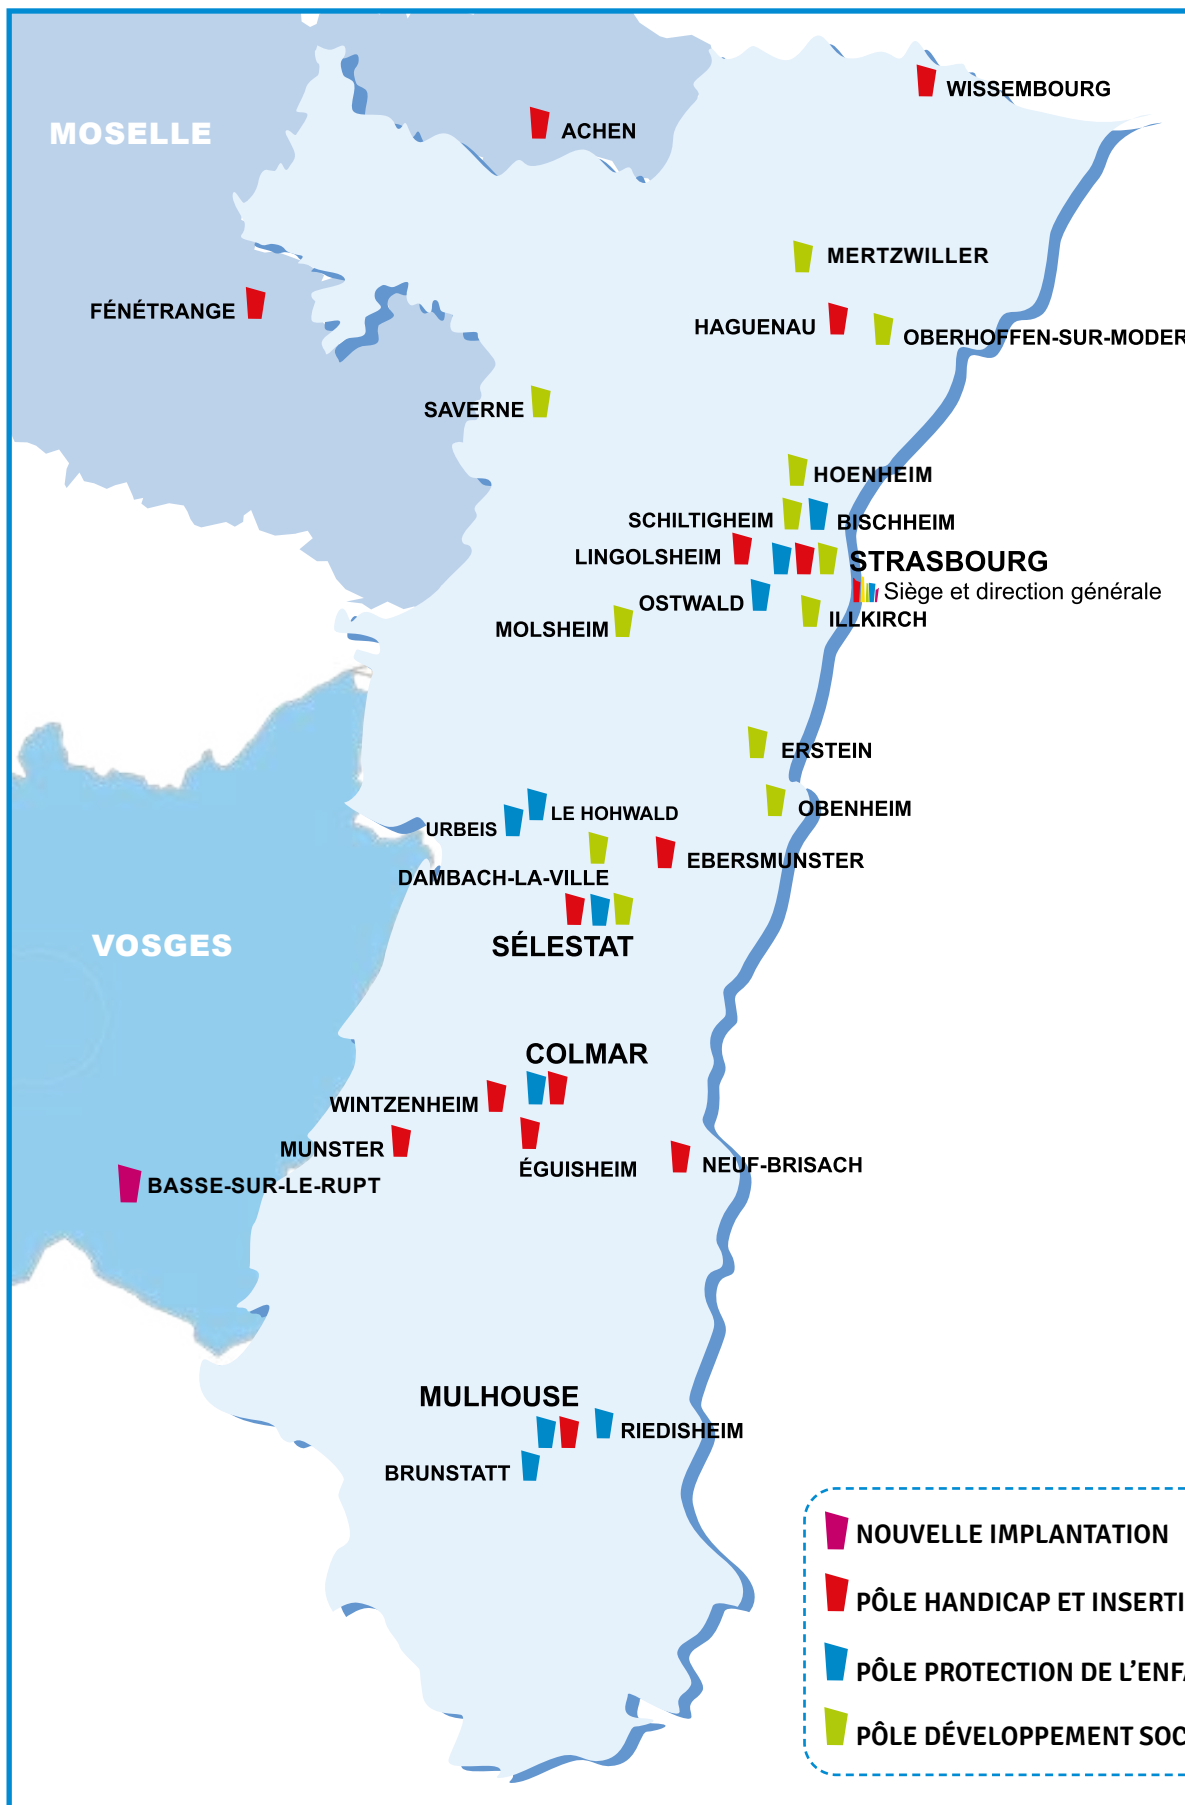 WISSEMBOURG
MOSELLE
ACHEN
MERTZWILLER
FÉNÉTRANGE
HAGUENAU
OBERHOFFEN-SUR-MODER
SAVERNE
HOENHEIM
SCHILTIGHEIM
BISCHHEIM
LINGOLSHEIM
STRASBOURG
Siège et direction générale
OSTWALD
ILLKIRCH
MOLSHEIM
ERSTEIN
OBENHEIM
LE HOHWALD
URBEIS
EBERSMUNSTER
DAMBACH-LA-VILLE
VOSGES
SÉLESTAT
COLMAR
WINTZENHEIM
MUNSTER
ÉGUISHEIM
NEUF-BRISACH
BASSE-SUR-LE-RUPT
MULHOUSE
RIEDISHEIM
BRUNSTATT
NOUVELLE IMPLANTATION
PÔLE HANDICAP ET INSERTI
PÔLE PROTECTION DE L'ENFA
PÔLE DÉVELOPPEMENT SOC